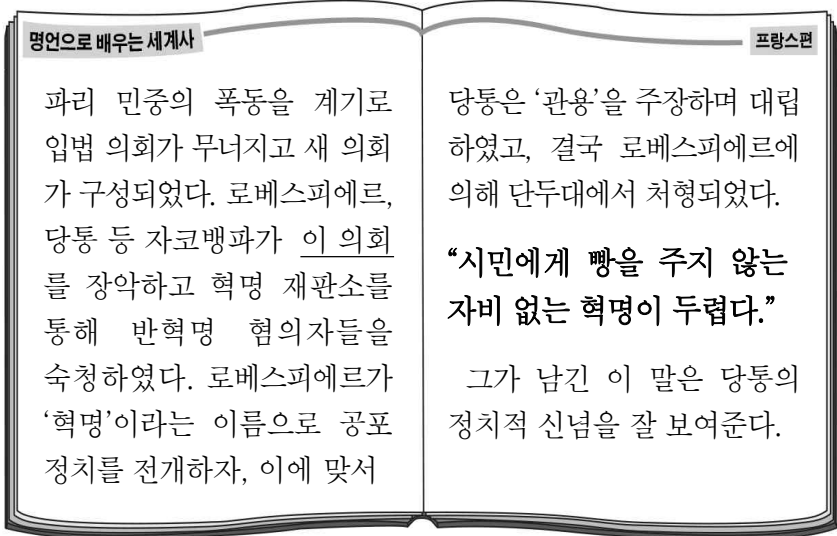 명언으로 배우는 세계사
프랑스편
파리 민중의 폭동을 계기로
입법 의회가 무너지고 새 의회
가 구성되었다. 로베스피에르,
당통 등 자코뱅파가 이 의회
를 장악하고 혁명 재판소를
통해 반혁명 혐의자들을
숙청하였다. 로베스피에르가
‘혁명’이라는 이름으로 공포
정치를 전개하자, 이에 맞서
당통은 ‘관용’을 주장하며 대립
하였고, 결국 로베스피에르에
의해 단두대에서 처형되었다.
“시민에게 빵을 주지 않는
자비 없는 혁명이 두렵다.”
그가 남긴 이 말은 당통의
정치적 신념을 잘 보여준다.